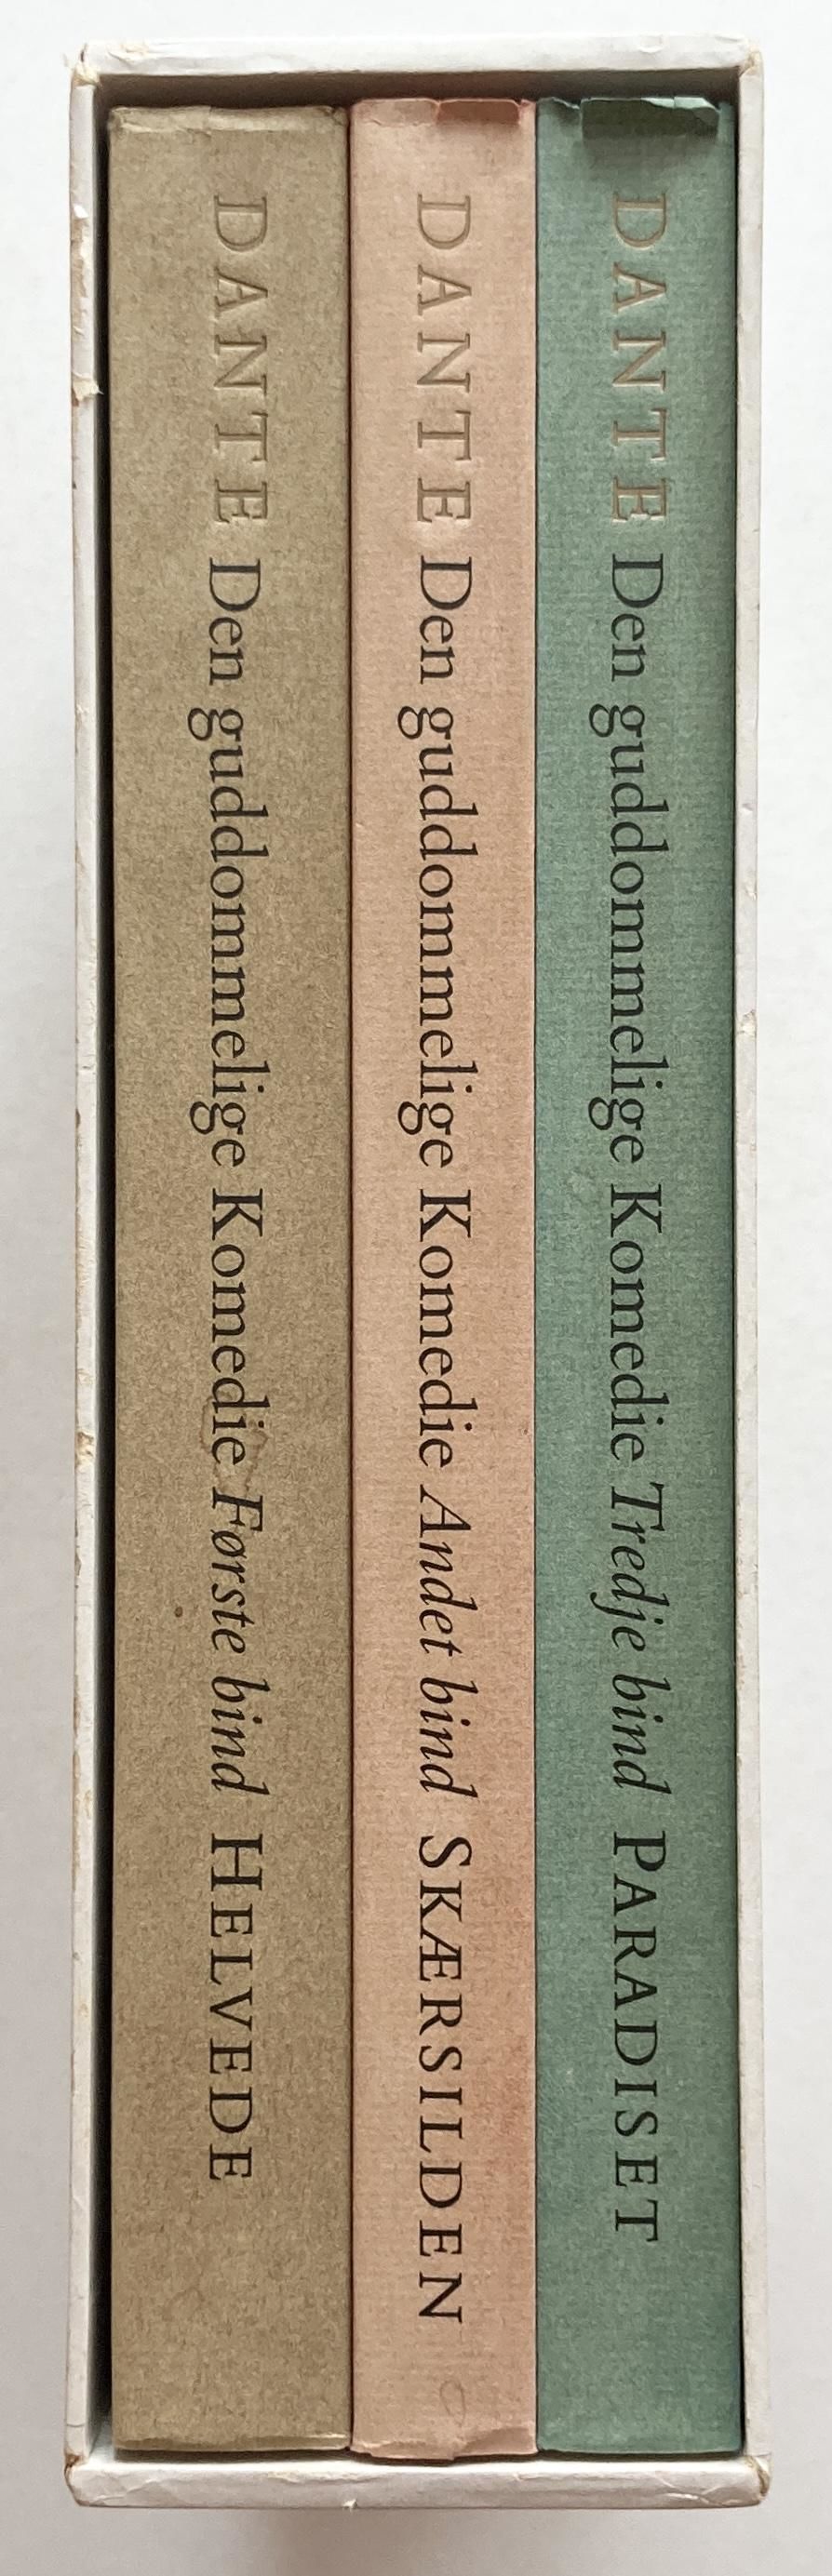 DANTE Den guddommelige Komedie Første bind HELVEDE
DANTE Den guddommelige Komedie Andet bind SKÆRSILDEN
DANTE Den guddommelige Komedie Tredje bind PARADISET